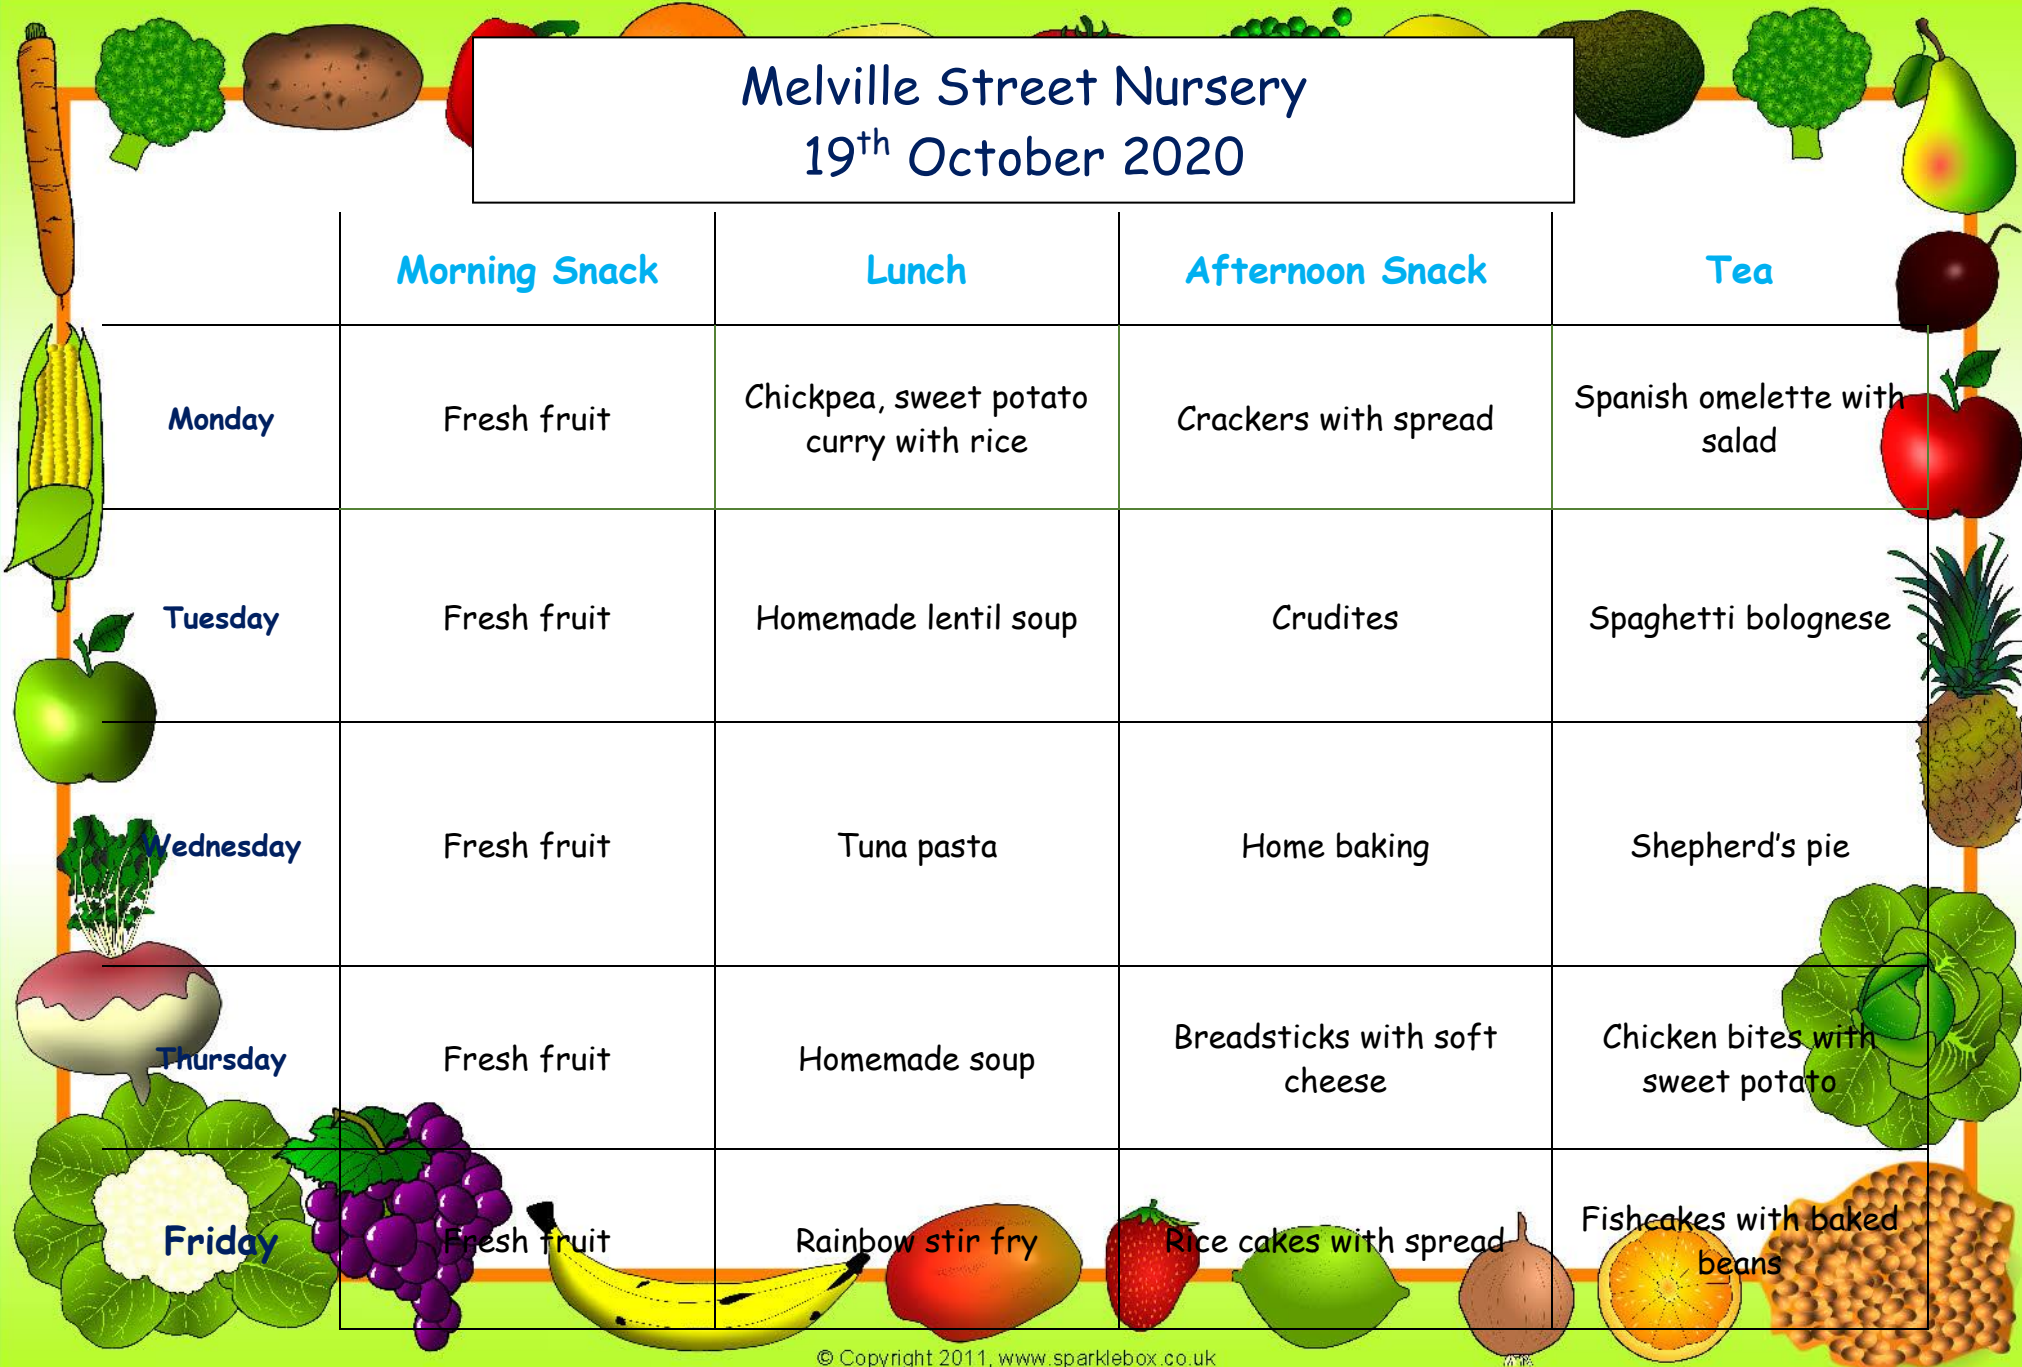 Melville Street Nursery
19th October 2020
Morning Snack Lunch Afternoon Snack Tea
Monday
Fresh fruit
Chickpea, sweet potato
curry with rice
Crackers with spread
Spanish omelette with
salad
Tuesday
Fresh fruit
Homemade lentil soup
Crudites
Spaghetti bolognese
Wednesday
Fresh fruit
Tuna pasta
Home baking
Shepherd's pie
Thursday
Fresh fruit
Homemade soup
Breadsticks with soft
cheese
Chicken bites with
sweet potato
Friday
Fresh fruit
Rainbow stir fry
Rice cakes with spread
Fishcakes with baked
beans
© Copyright 2011, www.sparklebox.co.uk